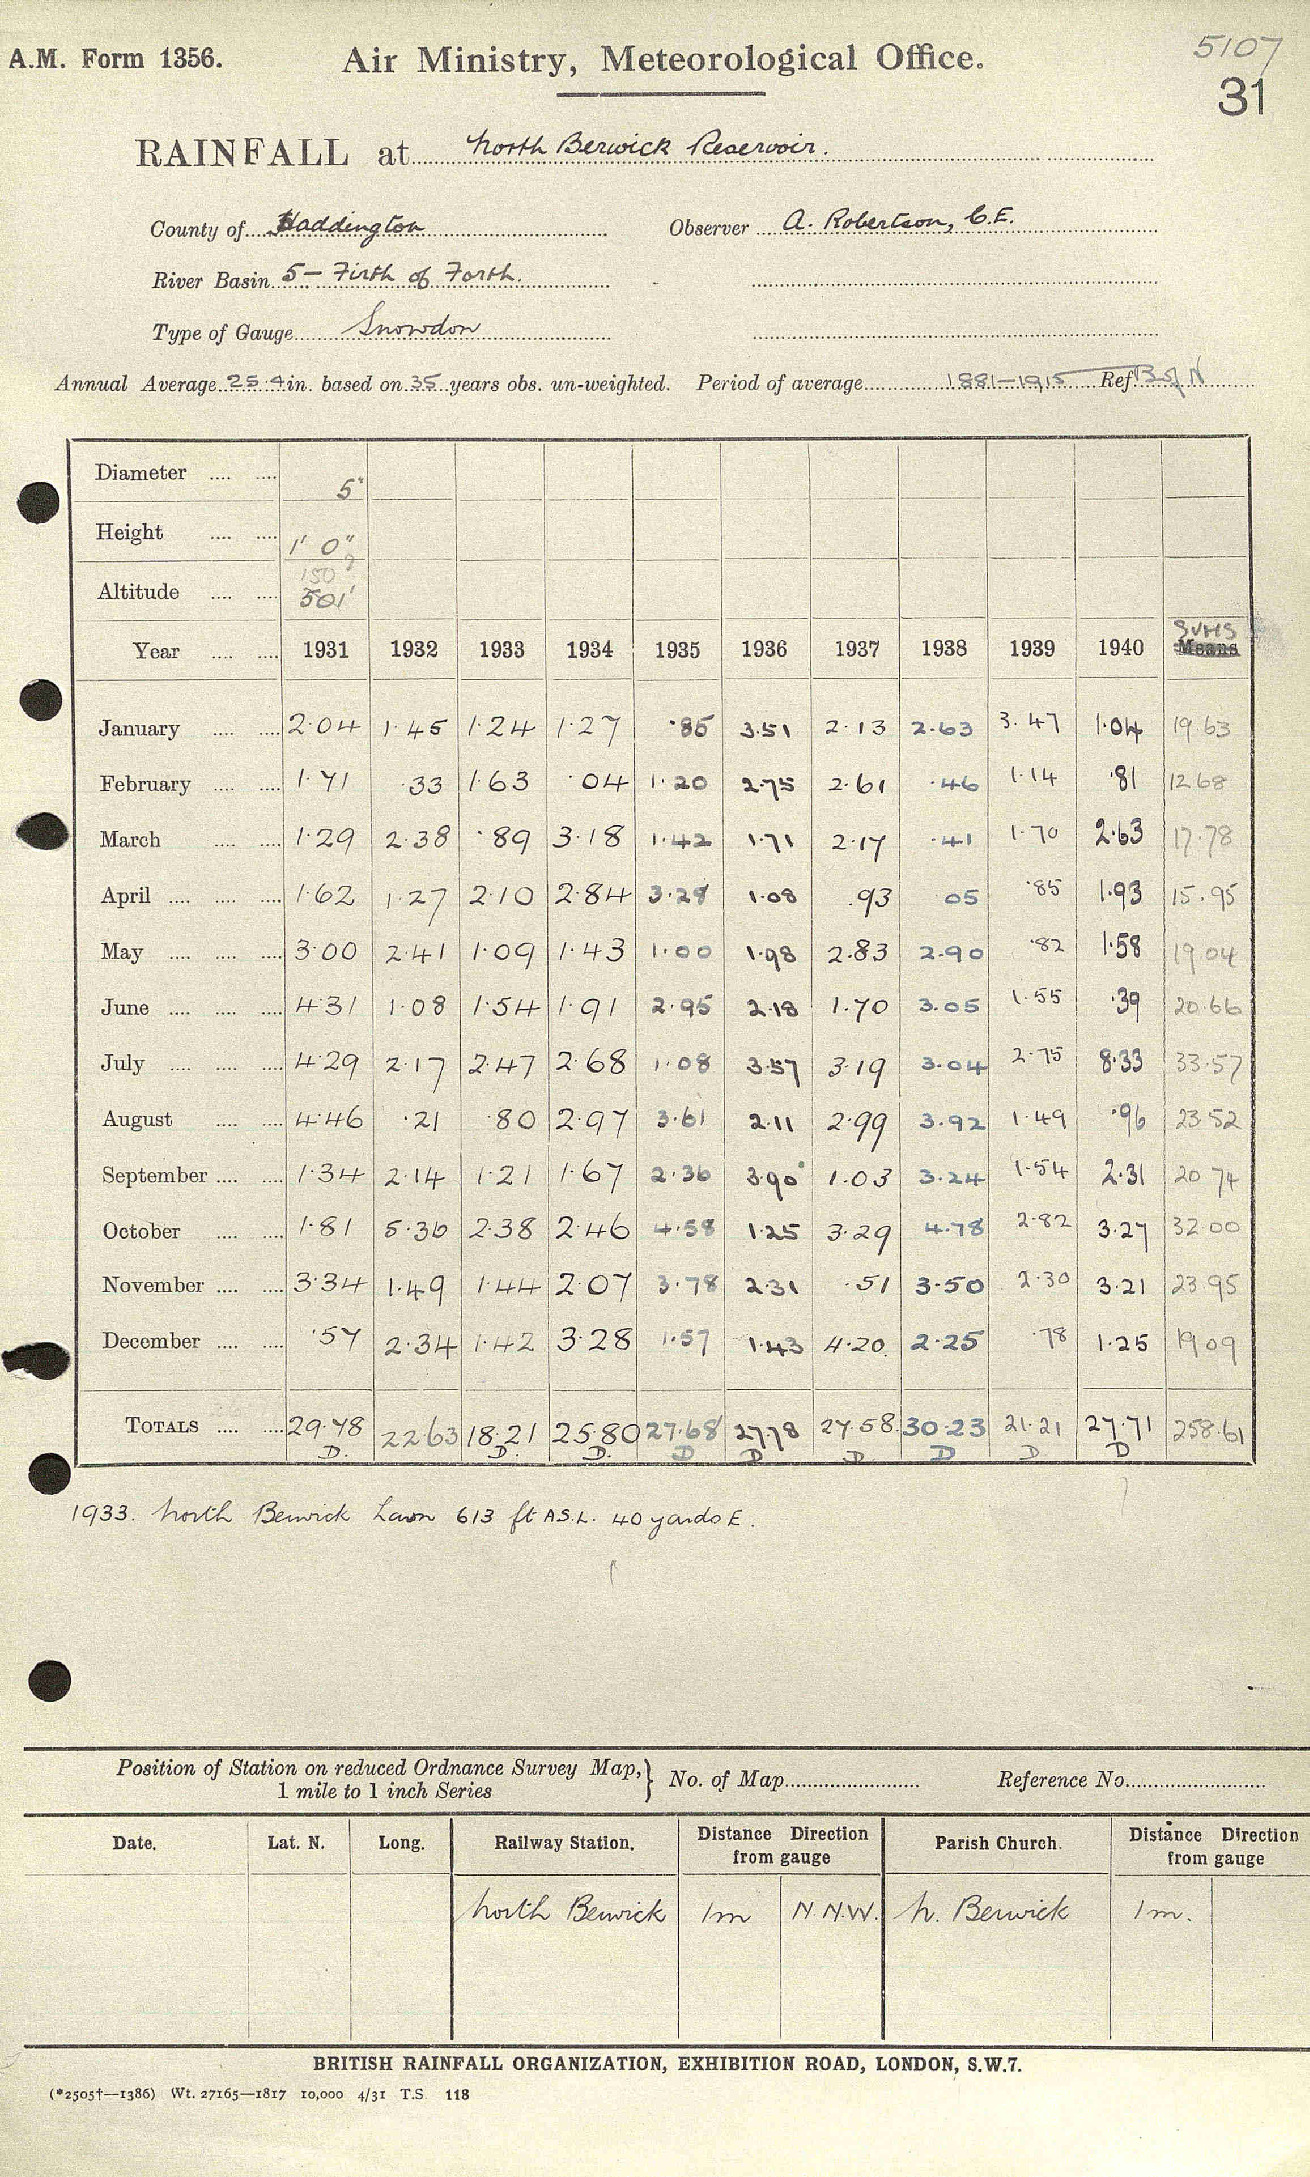 A.M. Form 1356.
Air Ministry, Meteorological Office.
5107
31
RAINFALL at North Berwick Reservoir.
County of Haddington Observer A. Robertson, C.E.
River Basin 5 – Firth of Forth.
Type of Gauge Snowdon
Annual Average 25.4 in. based on 35 years obs. un-weighted. Period of average 1881–1915 Ref. B of N
Diameter 5"
Height 1' 0"
150
Altitude 501'
Sums
Year 1931 1932 1933 1934 1935 1936 1937 1938 1939 1940 Means
January 2·04 1·45 1·24 1·27 ·85 3·51 2·13 2·63 3·47 1·04 19·63
February 1·71 ·33 1·63 ·04 1·20 2·75 2·61 ·46 1·14 ·81 12·68
March 1·29 2·38 ·89 3·18 1·42 1·71 2·17 ·41 1·70 2·63 17·78
April 1·62 1·27 2·10 2·84 3·28 1·08 ·93 05 ·85 1·93 15·95
May 3·00 2·41 1·09 1·43 1·00 1·98 2·83 2·90 ·82 1·58 19 04
June 4·31 1·08 1·54 1·91 2·95 2·18 1·70 3·05 1·55 ·39 20·66
July 4·29 2·17 2·47 2·68 1·08 3·57 3·19 3·04 2·75 8·33 33·57
August 4·46 ·21 ·80 2·97 3·61 2·11 2·99 3·92 1·49 ·96 23·52
September 1·34 2·14 1·21 1·67 2·36 3·90 1·03 3·24 1·54 2·31 20 74
October 1·81 5·36 2·38 2·46 4·58 1·25 3·29 4·78 2·82 3·27 32·00
November 3·34 1·49 1·44 2·07 3·78 2·31 ·51 3·50 2·30 3·21 23·95
December ·57 2·34 1·42 3·28 1·57 1·43 4·20 2·25 ·78 1·25 19 09
TOTALS 29·78 22 63 18·21 25·80 27·68 27·78 27·58 30·23 21·21 27·71 258·61
D. D. D. D D D D D D
1933. North Berwick Lawn 613 ft A.S.L. 40 yards E.
Position of Station on reduced Ordnance Survey Map,
1 mile to 1 inch Series
No. of Map Reference No.
Date. Lat. N. Long. Railway Station. Distance Direction from gauge Parish Church. Distance Direction from gauge
North Berwick 1m N.N.W. N. Berwick 1m.
BRITISH RAINFALL ORGANIZATION, EXHIBITION ROAD, LONDON, S.W.7.
(*2505†—1386) Wt. 27165—1817 10,000 4/31 T.S. 118